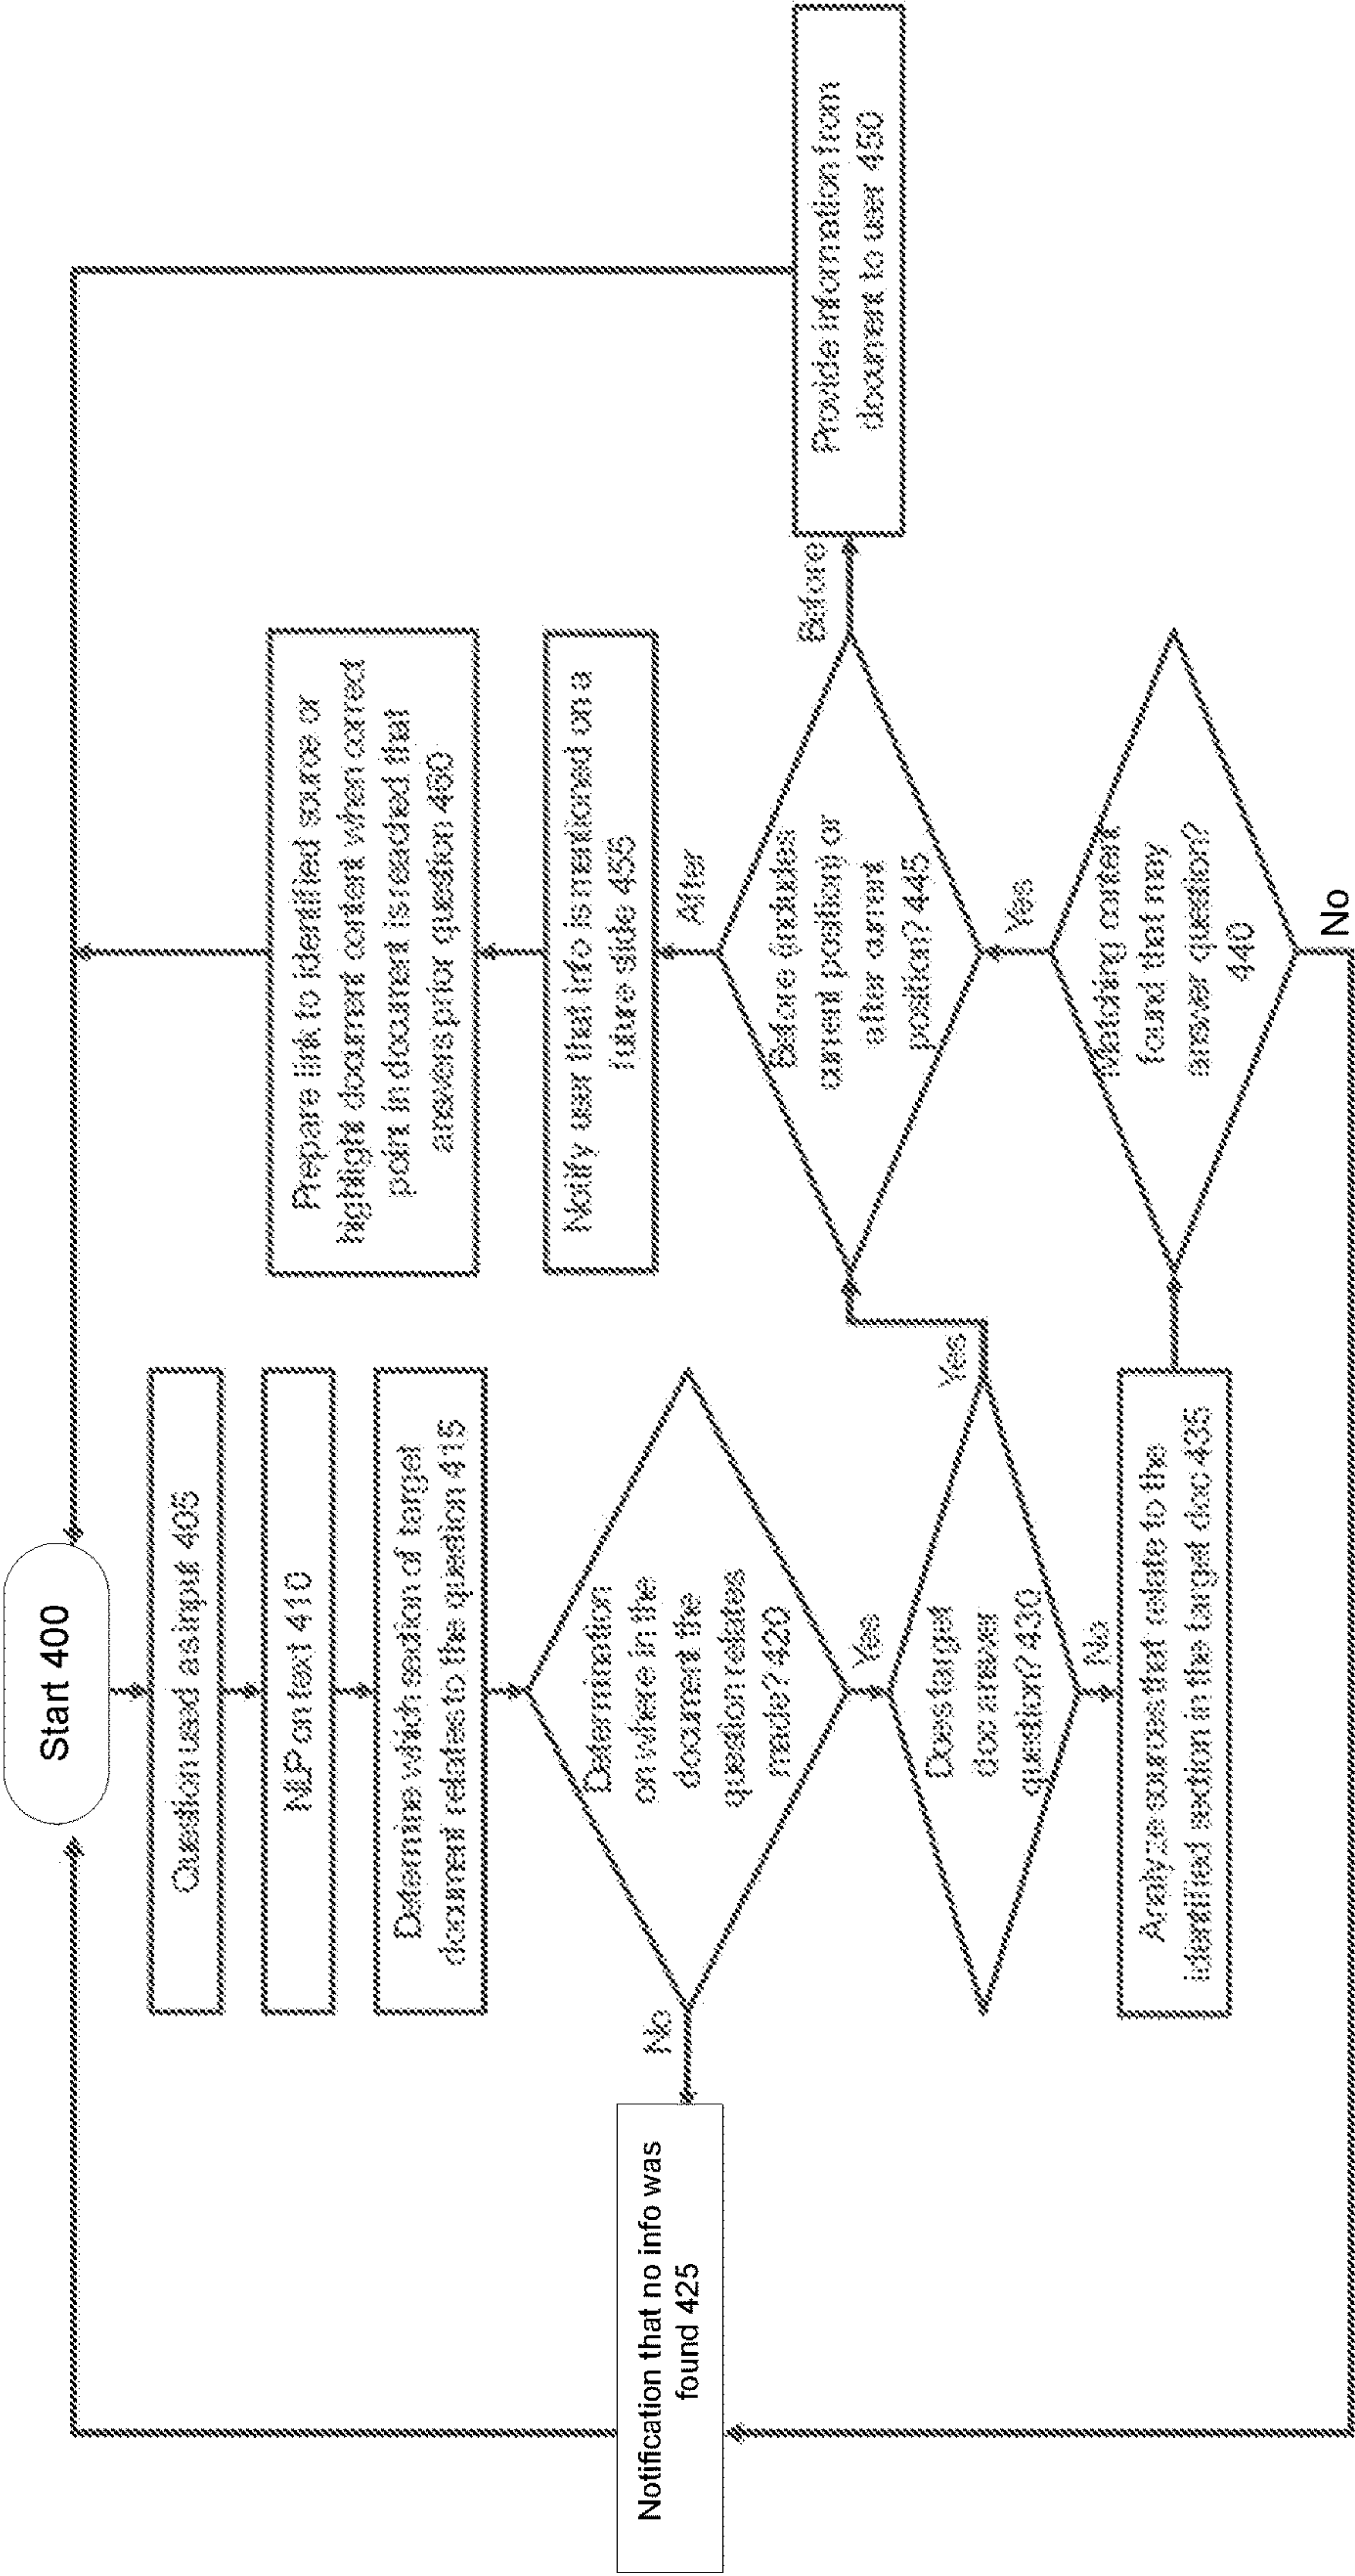 Start 400
Question used as input 405
NLP on text 410
Determine which section of target
document relates to the question 415
Determination
on where in the
document the
question relates
made? 420
No
Yes
Notification that no info was
found 425
Does target
doc answer
question? 430
Yes
No
Analyze sources that relate to the
identified section in the target doc 435
Matching content
found that may
answer question?
440
Yes
No
Before (includes
current position) or
after current
position? 445
Before
After
Provide information from
document to user 450
Notify user that info is mentioned on a
future slide 455
Prepare link to identified source or
highlight document content when correct
point in document is reached that
answers prior question 460